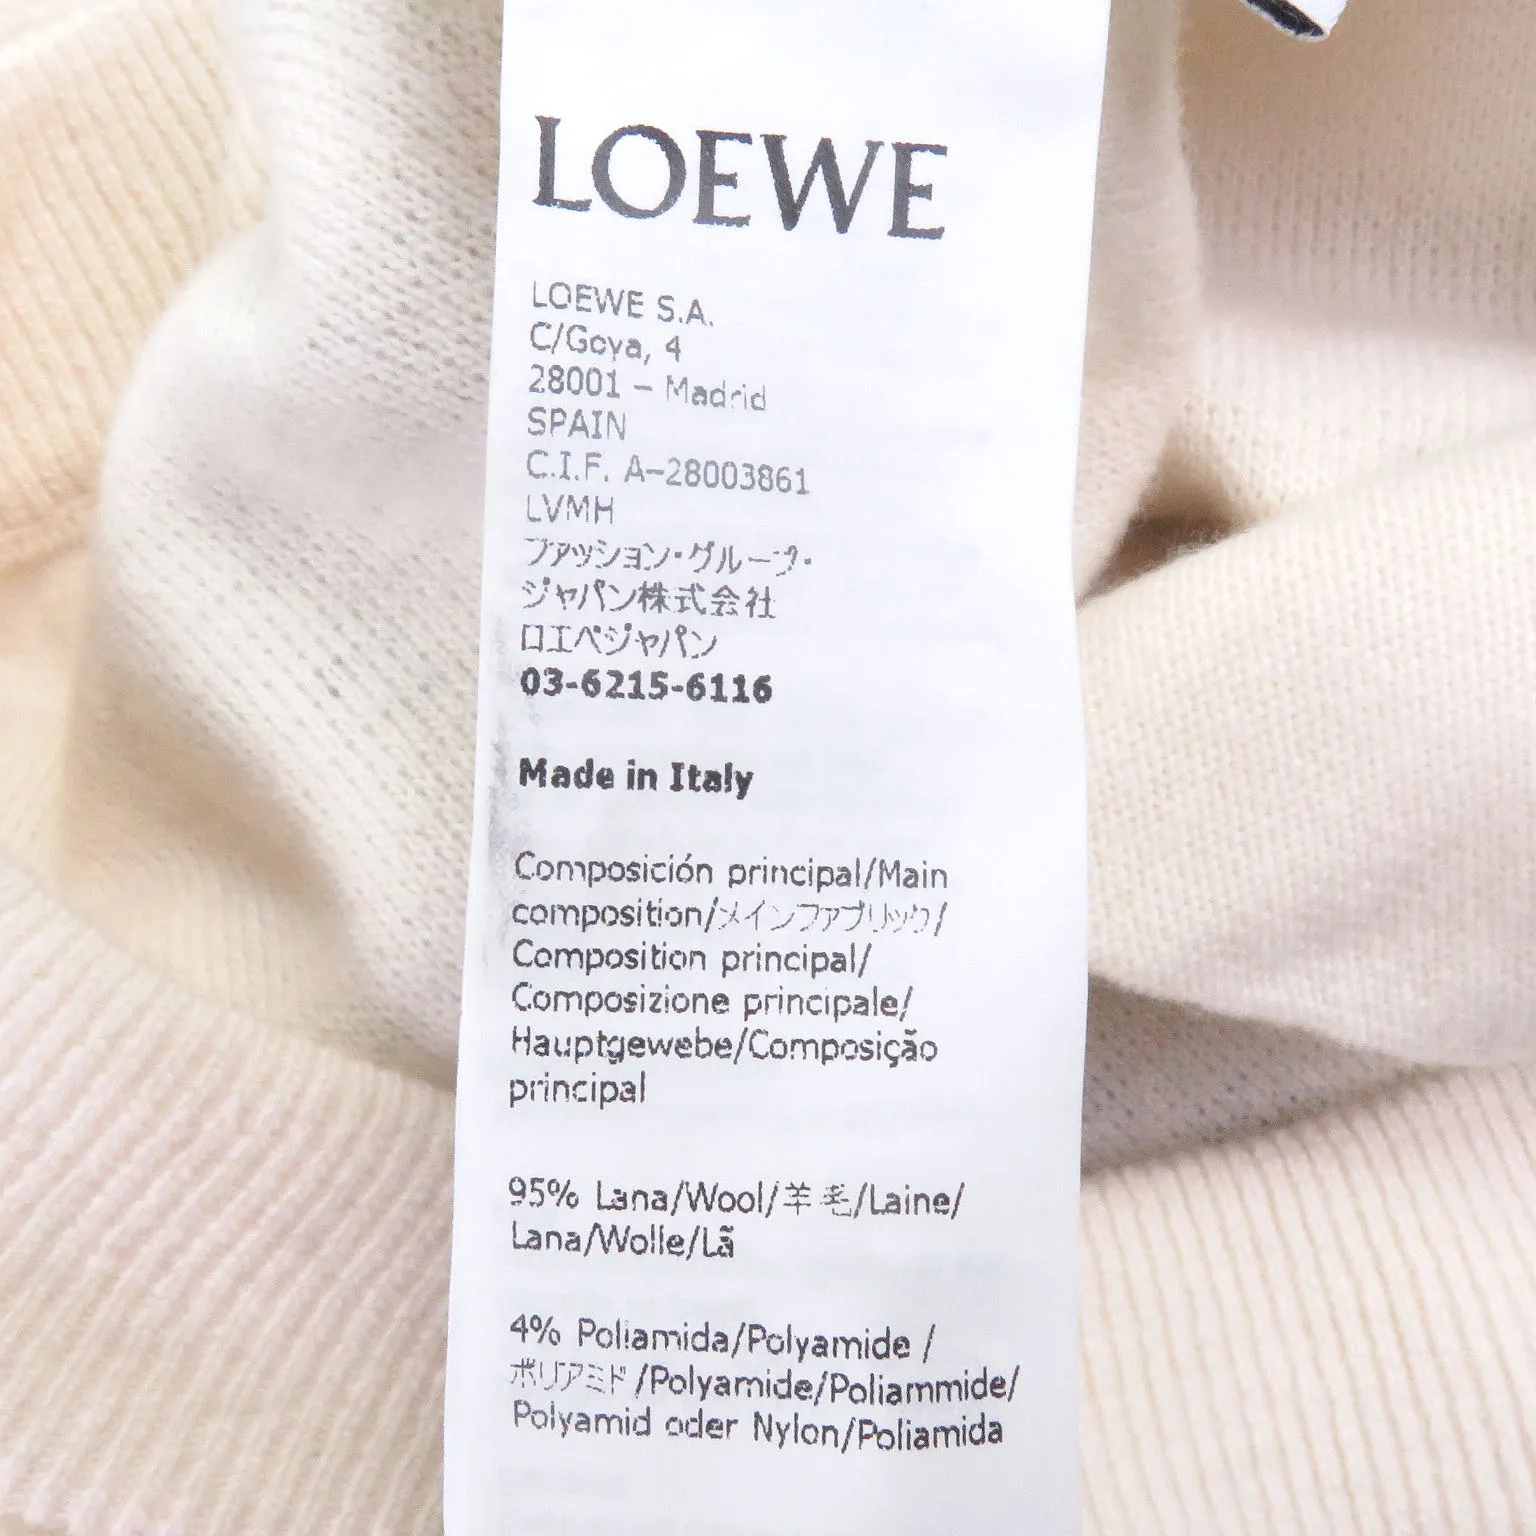 LOEWE
LOEWE S.A.
C/Goya, 4
28001 – Madrid
SPAIN
C.I.F. A–28003861
LVMH
ファッション・グループ・
ジャパン株式会社
ロエベジャパン
03-6215-6116
Made in Italy
Composición principal/Main
composition/メインファブリック/
Composition principal/
Composizione principale/
Hauptgewebe/Composição
principal
95% Lana/Wool/羊毛/Laine/
Lana/Wolle/Lã
4% Poliamida/Polyamide /
ポリアミド/Polyamide/Poliammide/
Polyamid oder Nylon/Poliamida